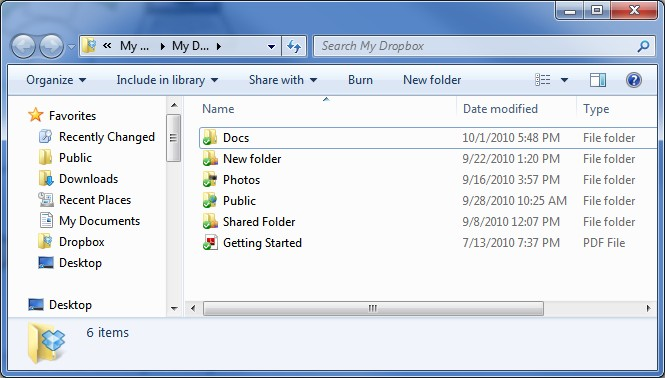 « My ... My D... Search My Dropbox
Organize Include in library Share with Burn New folder
Favorites
Recently Changed
Public
Downloads
Recent Places
My Documents
Dropbox
Desktop
Desktop
Name Date modified Type
Docs 10/1/2010 5:48 PM File folder
New folder 9/22/2010 1:20 PM File folder
Photos 9/16/2010 3:57 PM File folder
Public 9/28/2010 10:25 AM File folder
Shared Folder 9/8/2010 12:07 PM File folder
Getting Started 7/13/2010 7:37 PM PDF File
6 items